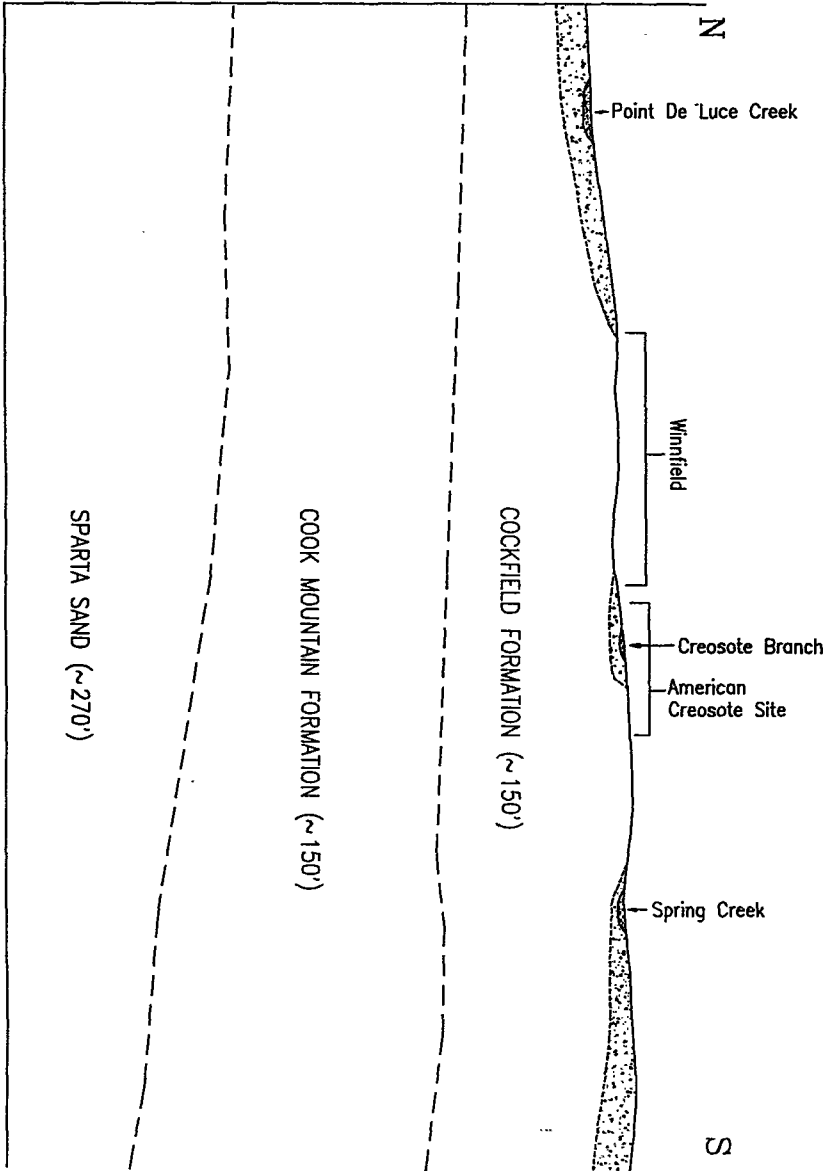 N
Point De Luce Creek
Winnfield
Creosote Branch
American
Creosote Site
Spring Creek
S
COCKFIELD FORMATION (~150')
COOK MOUNTAIN FORMATION (~150')
SPARTA SAND (~270')